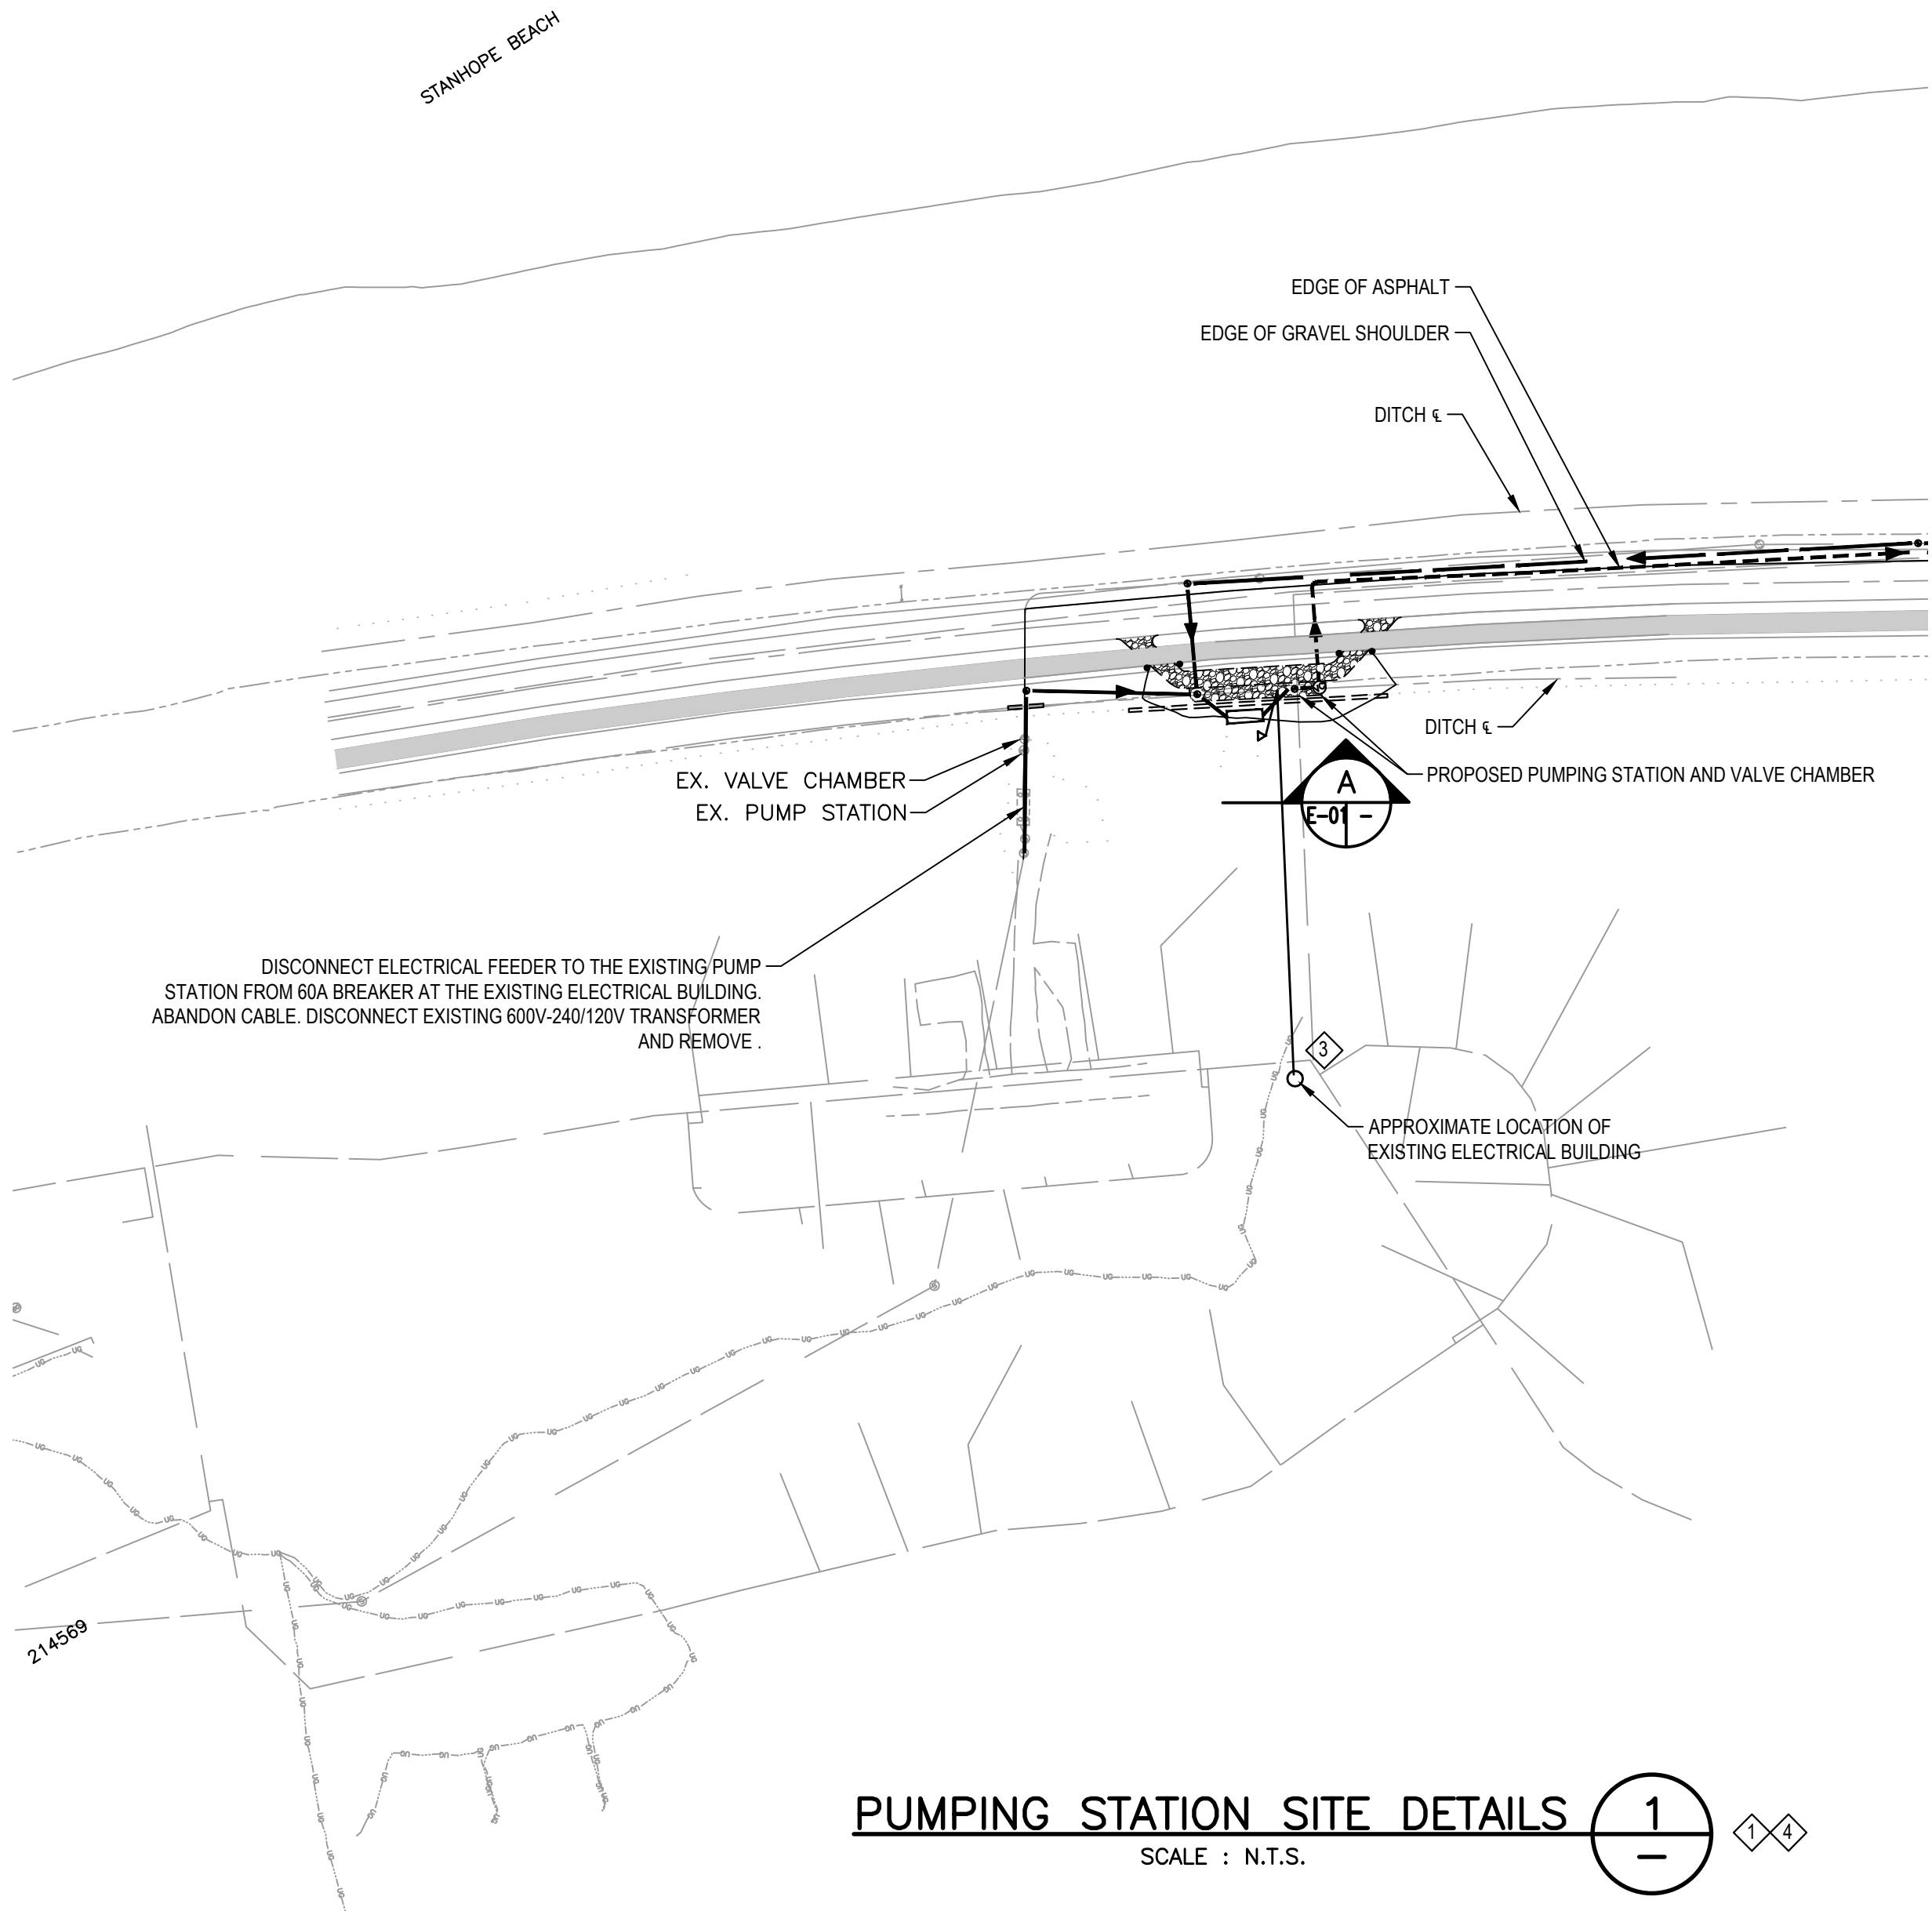 STANHOPE BEACH
EDGE OF ASPHALT
EDGE OF GRAVEL SHOULDER
DITCH ℄
DITCH ℄
PROPOSED PUMPING STATION AND VALVE CHAMBER
A
E-01 -
EX. VALVE CHAMBER
EX. PUMP STATION
DISCONNECT ELECTRICAL FEEDER TO THE EXISTING PUMP
STATION FROM 60A BREAKER AT THE EXISTING ELECTRICAL BUILDING.
ABANDON CABLE. DISCONNECT EXISTING 600V-240/120V TRANSFORMER
AND REMOVE .
3
APPROXIMATE LOCATION OF
EXISTING ELECTRICAL BUILDING
214569
PUMPING STATION SITE DETAILS
1
-
1 4
SCALE : N.T.S.